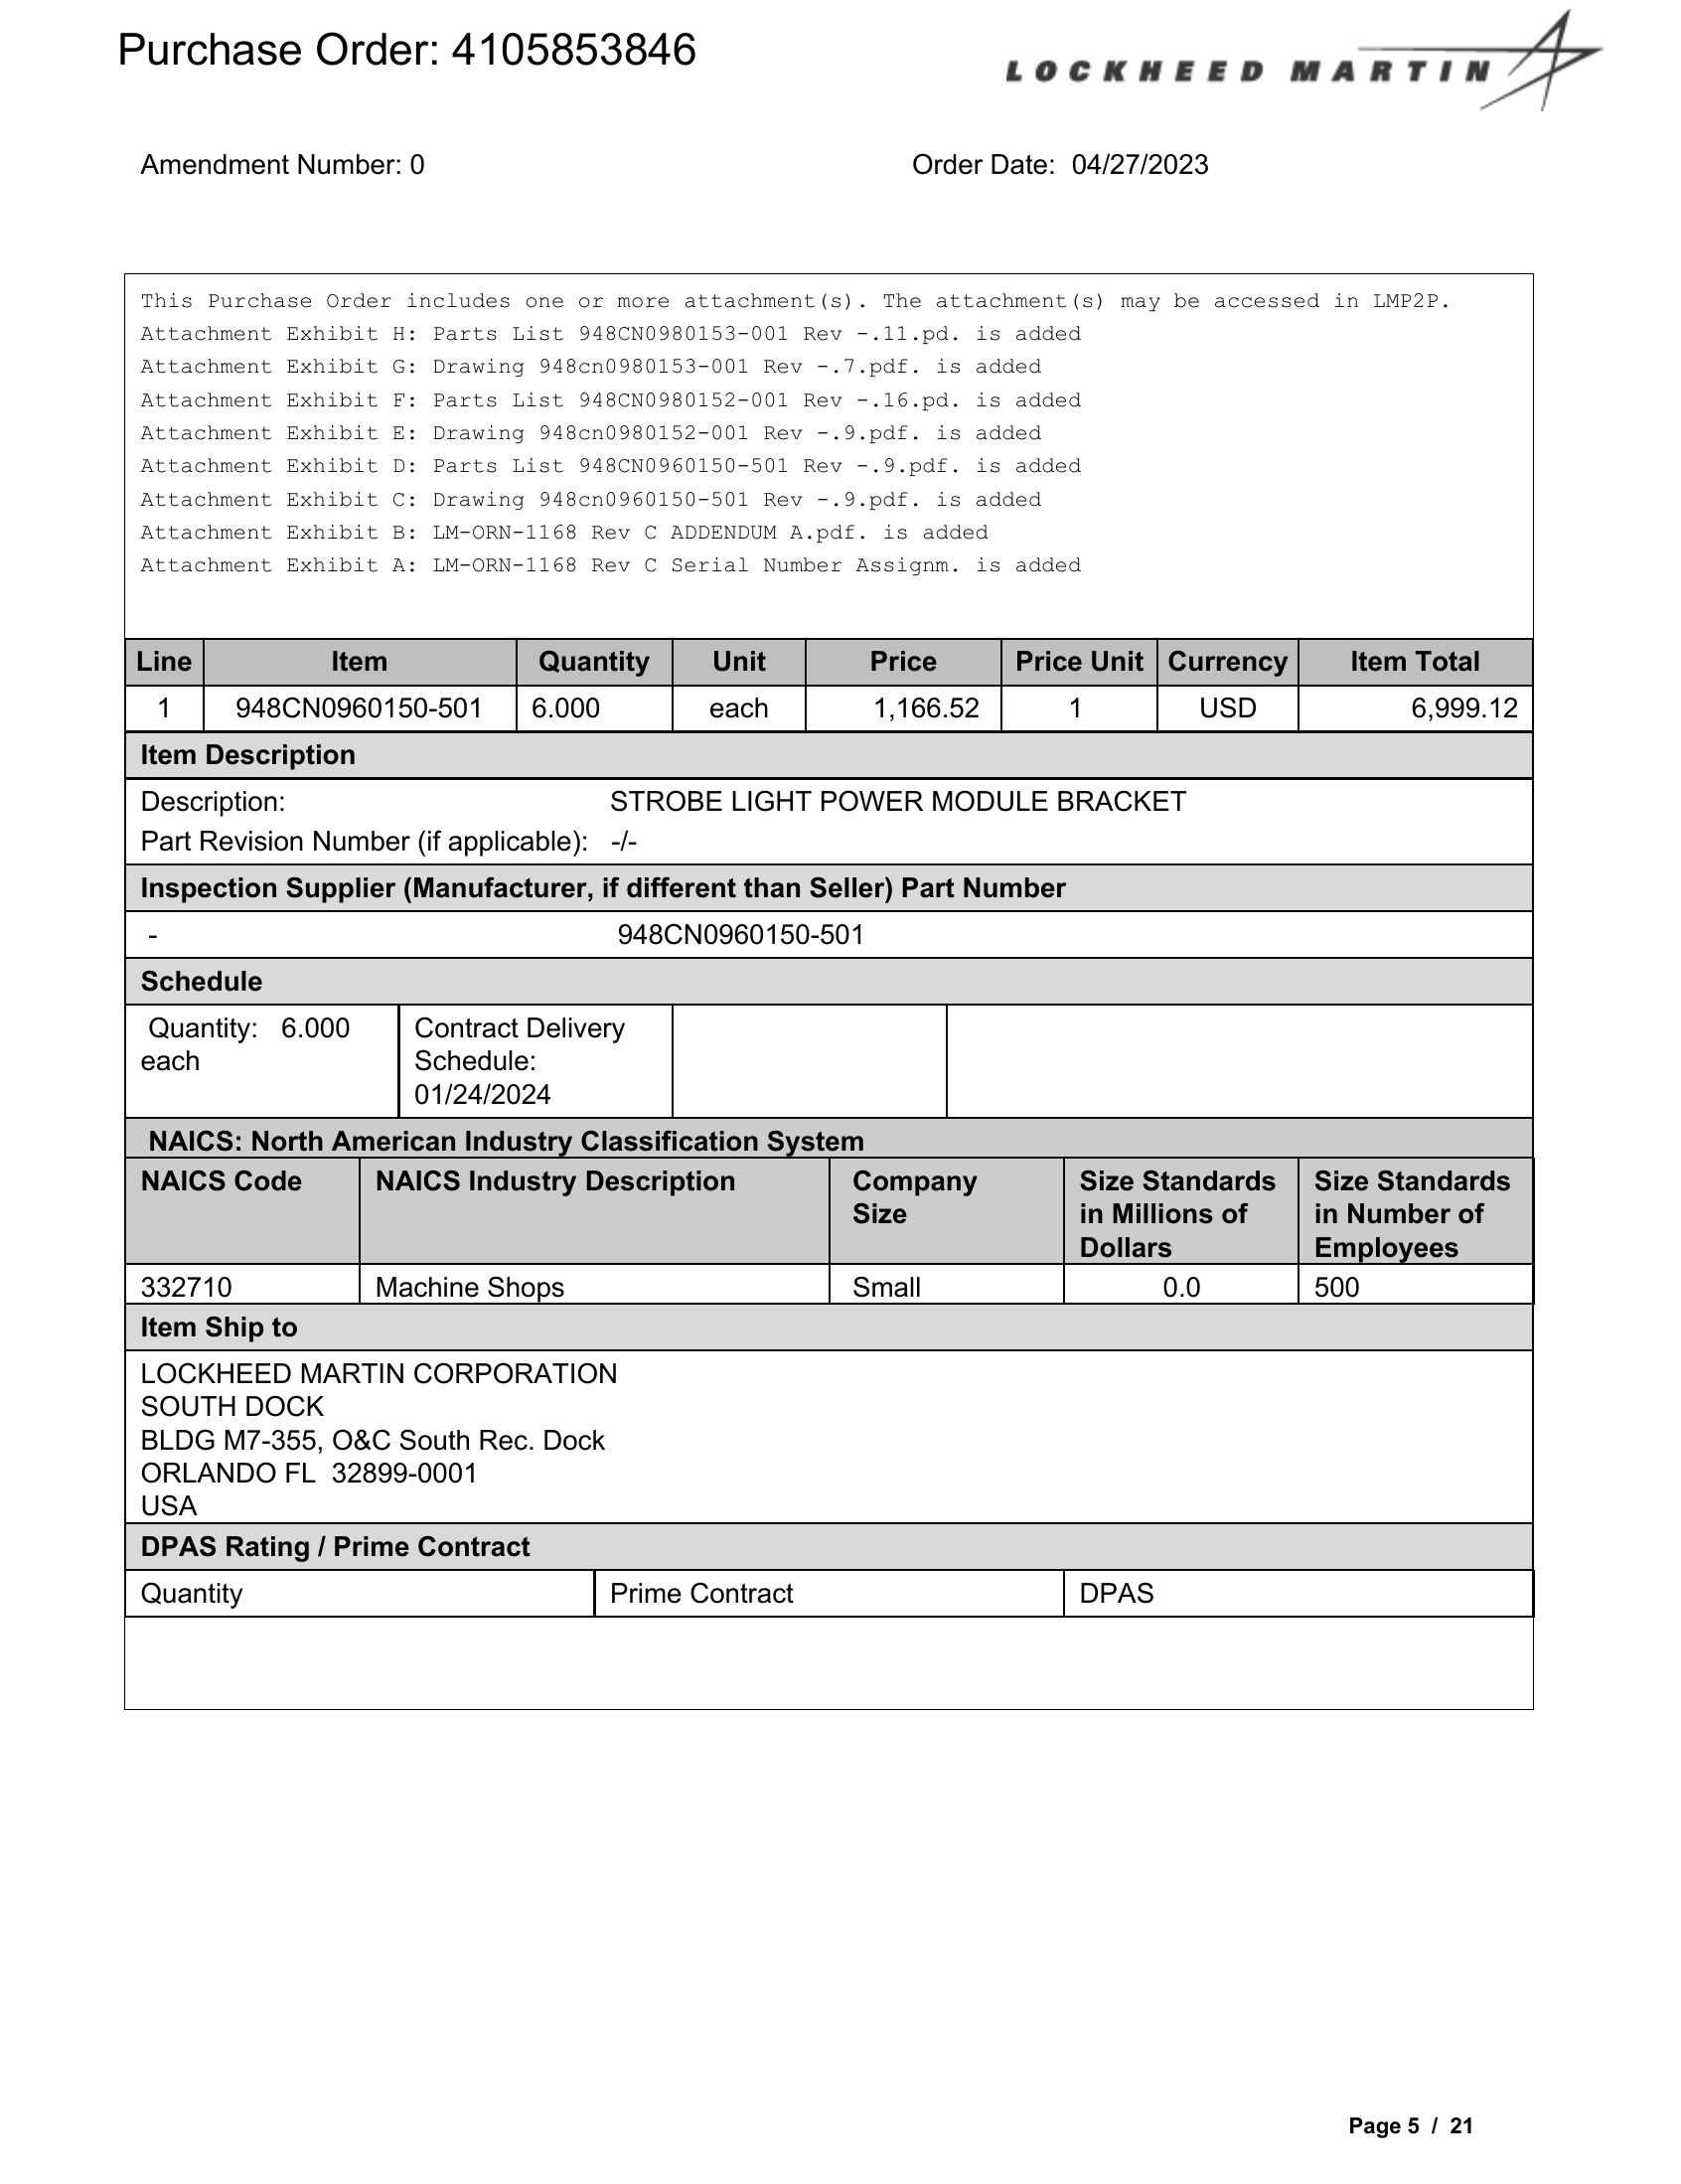 Purchase Order: 4105853846
LOCKHEED MARTIN
Amendment Number: 0 Order Date: 04/27/2023
This Purchase Order includes one or more attachment(s). The attachment(s) may be accessed in LMP2P.
Attachment Exhibit H: Parts List 948CN0980153-001 Rev -.11.pd. is added
Attachment Exhibit G: Drawing 948cn0980153-001 Rev -.7.pdf. is added
Attachment Exhibit F: Parts List 948CN0980152-001 Rev -.16.pd. is added
Attachment Exhibit E: Drawing 948cn0980152-001 Rev -.9.pdf. is added
Attachment Exhibit D: Parts List 948CN0960150-501 Rev -.9.pdf. is added
Attachment Exhibit C: Drawing 948cn0960150-501 Rev -.9.pdf. is added
Attachment Exhibit B: LM-ORN-1168 Rev C ADDENDUM A.pdf. is added
Attachment Exhibit A: LM-ORN-1168 Rev C Serial Number Assignm. is added
Line Item Quantity Unit Price Price Unit Currency Item Total
1 948CN0960150-501 6.000 each 1,166.52 1 USD 6,999.12
Item Description
Description: STROBE LIGHT POWER MODULE BRACKET
Part Revision Number (if applicable): -/-
Inspection Supplier (Manufacturer, if different than Seller) Part Number
- 948CN0960150-501
Schedule
Quantity: 6.000 each
Contract Delivery Schedule: 01/24/2024
NAICS: North American Industry Classification System
NAICS Code NAICS Industry Description Company Size Size Standards in Millions of Dollars Size Standards in Number of Employees
332710 Machine Shops Small 0.0 500
Item Ship to
LOCKHEED MARTIN CORPORATION
SOUTH DOCK
BLDG M7-355, O&C South Rec. Dock
ORLANDO FL 32899-0001
USA
DPAS Rating / Prime Contract
Quantity Prime Contract DPAS
Page 5 / 21